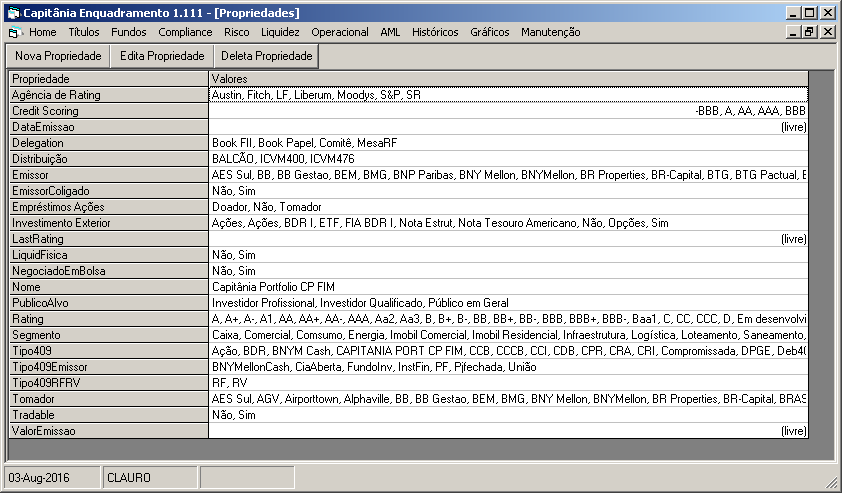 Capitânia Enquadramento 1.111 - [Propriedades]
Home Títulos Fundos Compliance Risco Liquidez Operacional AML Históricos Gráficos Manutenção
Nova Propriedade Edita Propriedade Deleta Propriedade
Propriedade Valores
Agência de Rating Austin, Fitch, LF, Liberum, Moodys, S&P, SR
Credit Scoring -BBB, A, AA, AAA, BBB
DataEmissao (livre)
Delegation Book FII, Book Papel, Comitê, MesaRF
Distribuição BALCÃO, ICVM400, ICVM476
Emissor AES Sul, BB, BB Gestao, BEM, BMG, BNP Paribas, BNY Mellon, BNYMellon, BR Properties, BR-Capital, BTG, BTG Pactual,
EmissorColigado Não, Sim
Empréstimos Ações Doador, Não, Tomador
Investimento Exterior Ações, Ações, BDR I, ETF, FIA BDR I, Nota Estrut, Nota Tesouro Americano, Não, Opções, Sim
LastRating (livre)
LiquidFisica Não, Sim
NegociadoEmBolsa Não, Sim
Nome Capitânia Portfolio CP FIM
PublicoAlvo Investidor Profissional, Investidor Qualificado, Público em Geral
Rating A, A+, A-, A1, AA, AA+, AA-, AAA, Aa2, Aa3, B, B+, B-, BB, BB+, BB-, BBB, BBB+, BBB-, Baa1, C, CC, CCC, D, Em desenvolvi
Segmento Caixa, Comercial, Comsumo, Energia, Imobil Comercial, Imobil Residencial, Infraestrutura, Logística, Loteamento, Saneamento,
Tipo409 Ação, BDR, BNYM Cash, CAPITANIA PORT CP FIM, CCB, CCCB, CCI, CDB, CPR, CRA, CRI, Compromissada, DPGE, Deb40
Tipo409Emissor BNYMellonCash, CiaAberta, FundoInv, InstFin, PF, Pjfechada, União
Tipo409RFRV RF, RV
Tomador AES Sul, AGV, Airporttown, Alphaville, BB, BB Gestao, BEM, BMG, BNY Mellon, BNYMellon, BR Properties, BR-Capital, BRAS
Tradable Não, Sim
ValorEmissao (livre)
03-Aug-2016 CLAURO